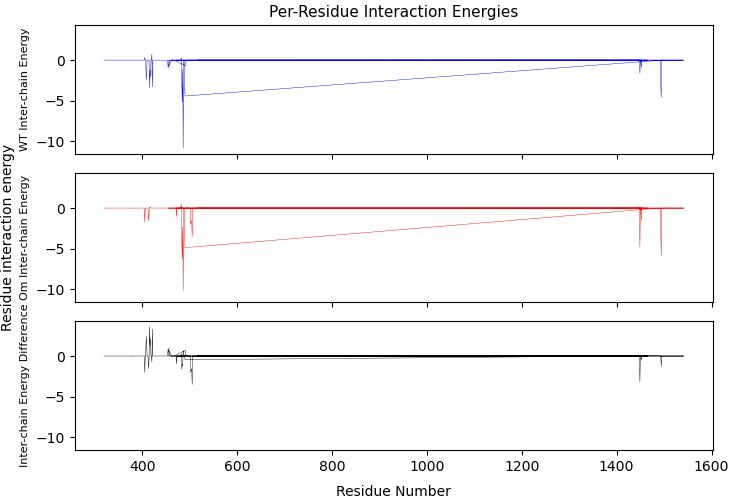 Per-Residue Interaction Energies
WT Inter-chain Energy
0
−5
−10
Residue interaction energy
Om Inter-chain Energy
0
−5
−10
Inter-chain Energy Difference
0
−5
−10
400 600 800 1000 1200 1400 1600
Residue Number